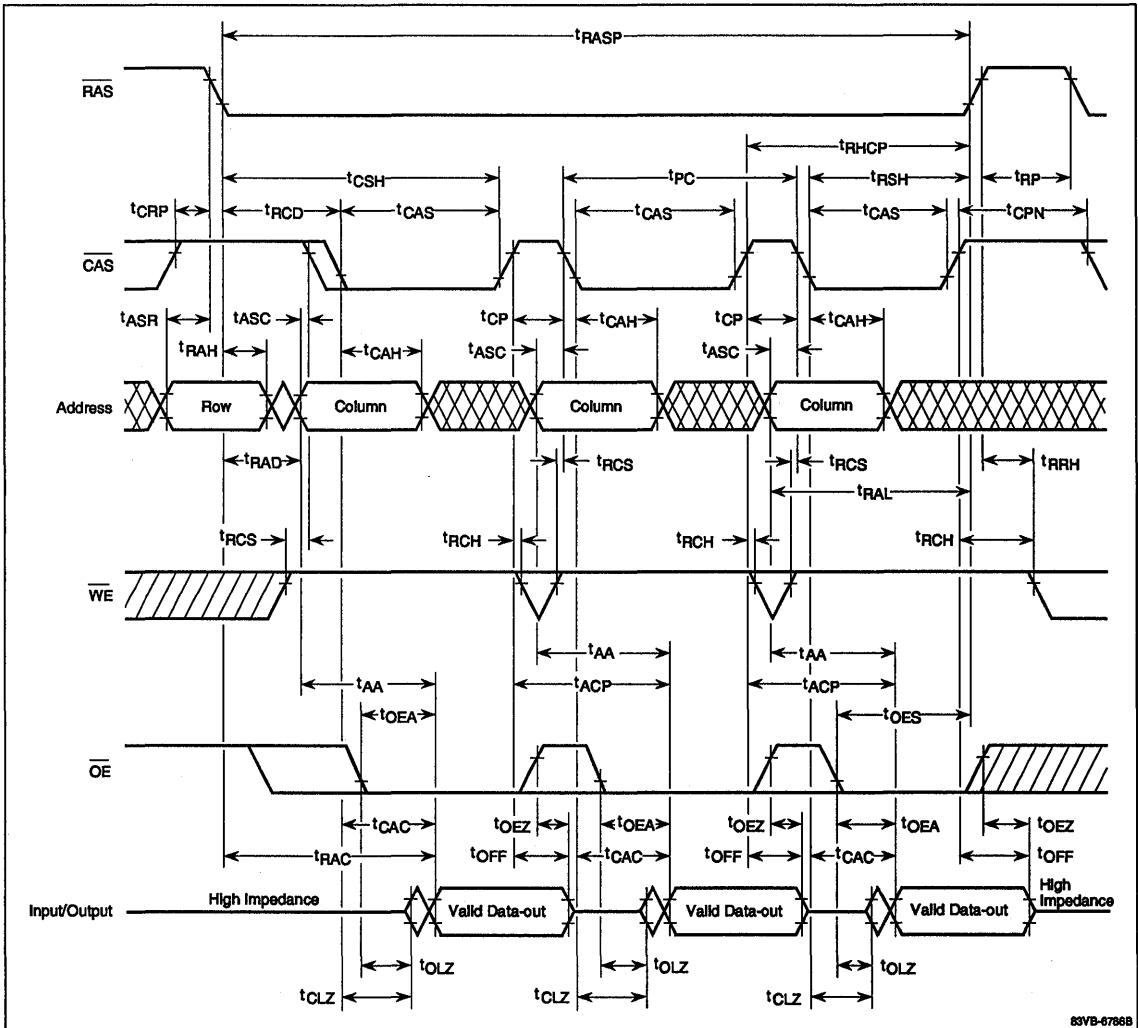 tRASP
RAS
tRHCP
tCSH tPC tRSH tRP
tCRP tRCD tCAS tCAS tCAS tCPN
CAS
tASR tASC tCP tCAH tCP tCAH
tRAH tCAH tASC tASC
Address Row Column Column Column
tRAD tRCS tRCS tRRH
tRAL
tRCS tRCH tRCH tRCH
WE
tAA tAA
tAA tACP tACP
tOEA tOES
OE
tCAC tOEZ tOEA tOEZ tOEA tOEZ
tRAC tOFF tCAC tOFF tCAC tOFF
Input/Output High Impedance Valid Data-out Valid Data-out Valid Data-out High Impedance
tOLZ tOLZ tOLZ
tCLZ tCLZ tCLZ
83VB-6786B